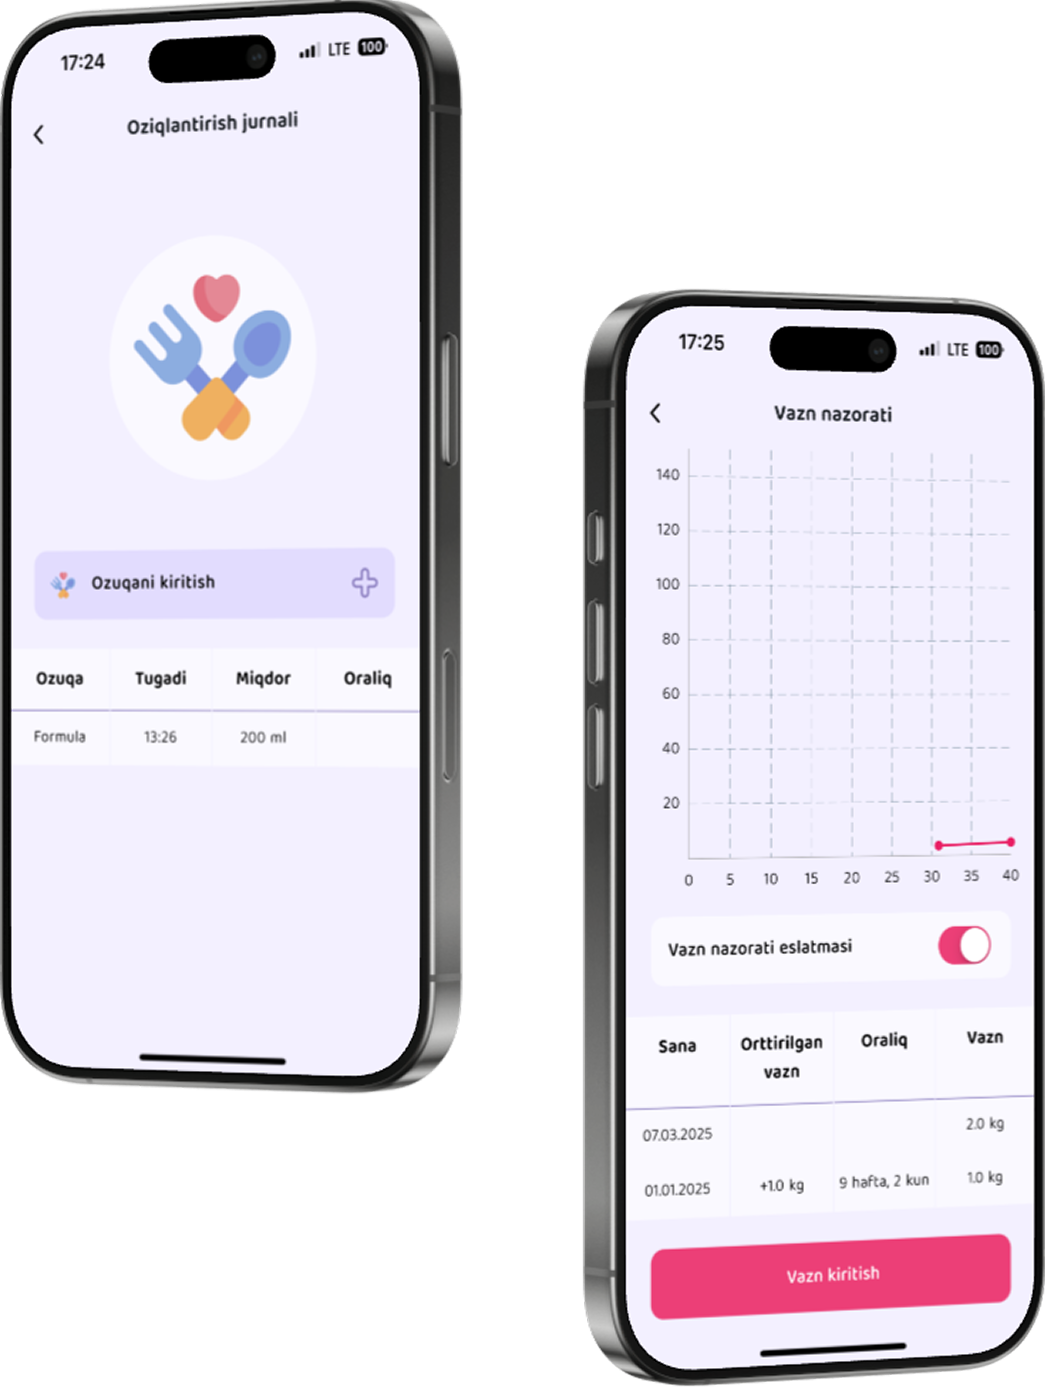 17:24
LTE 100
Oziqlantirish jurnali
Ozuqani kiritish
Ozuqa Tugadi Miqdor Oraliq
Formula 13:26 200 ml
17:25
LTE 100
Vazn nazorati
140
120
100
80
60
40
20
0 5 10 15 20 25 30 35 40
Vazn nazorati eslatmasi
Sana Orttirilgan vazn Oraliq Vazn
07.03.2025 2.0 kg
01.01.2025 +1.0 kg 9 hafta, 2 kun 1.0 kg
Vazn kiritish